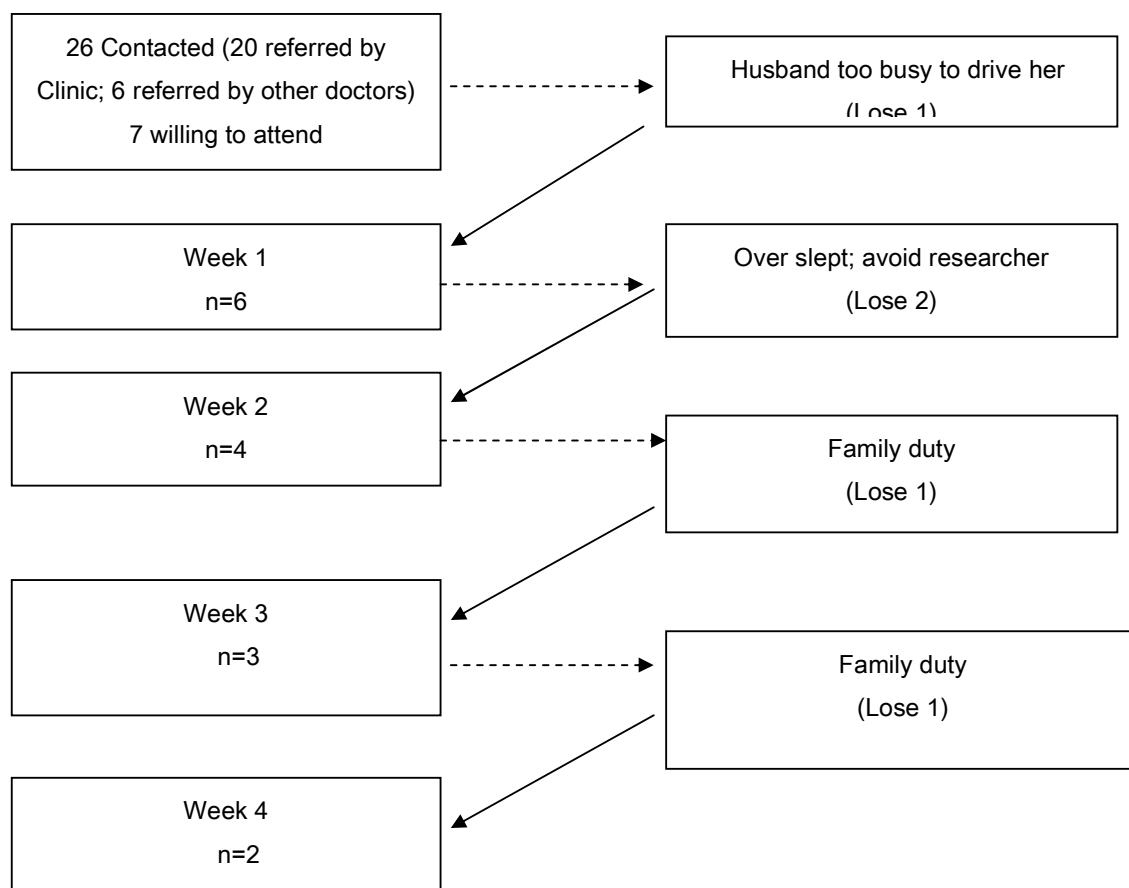 26 Contacted (20 referred by
Clinic; 6 referred by other doctors)
7 willing to attend
Husband too busy to drive her
(Lose 1)
Week 1
n=6
Over slept; avoid researcher
(Lose 2)
Week 2
n=4
Family duty
(Lose 1)
Week 3
n=3
Family duty
(Lose 1)
Week 4
n=2